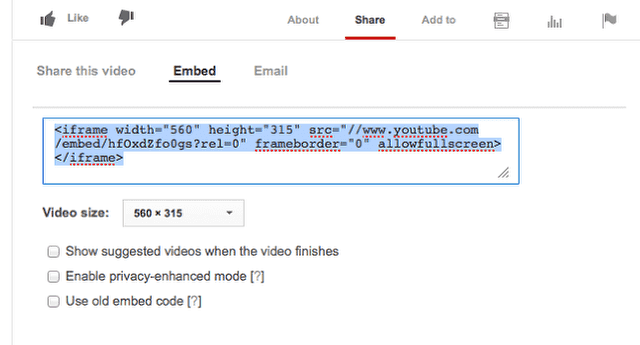 Like About Share Add to
Share this video Embed Email
<iframe width="560" height="315" src="//www.youtube.com
/embed/hfOxdZfo0gs?rel=0" frameborder="0" allowfullscreen>
</iframe>
Video size: 560 × 315
Show suggested videos when the video finishes
Enable privacy-enhanced mode [?]
Use old embed code [?]